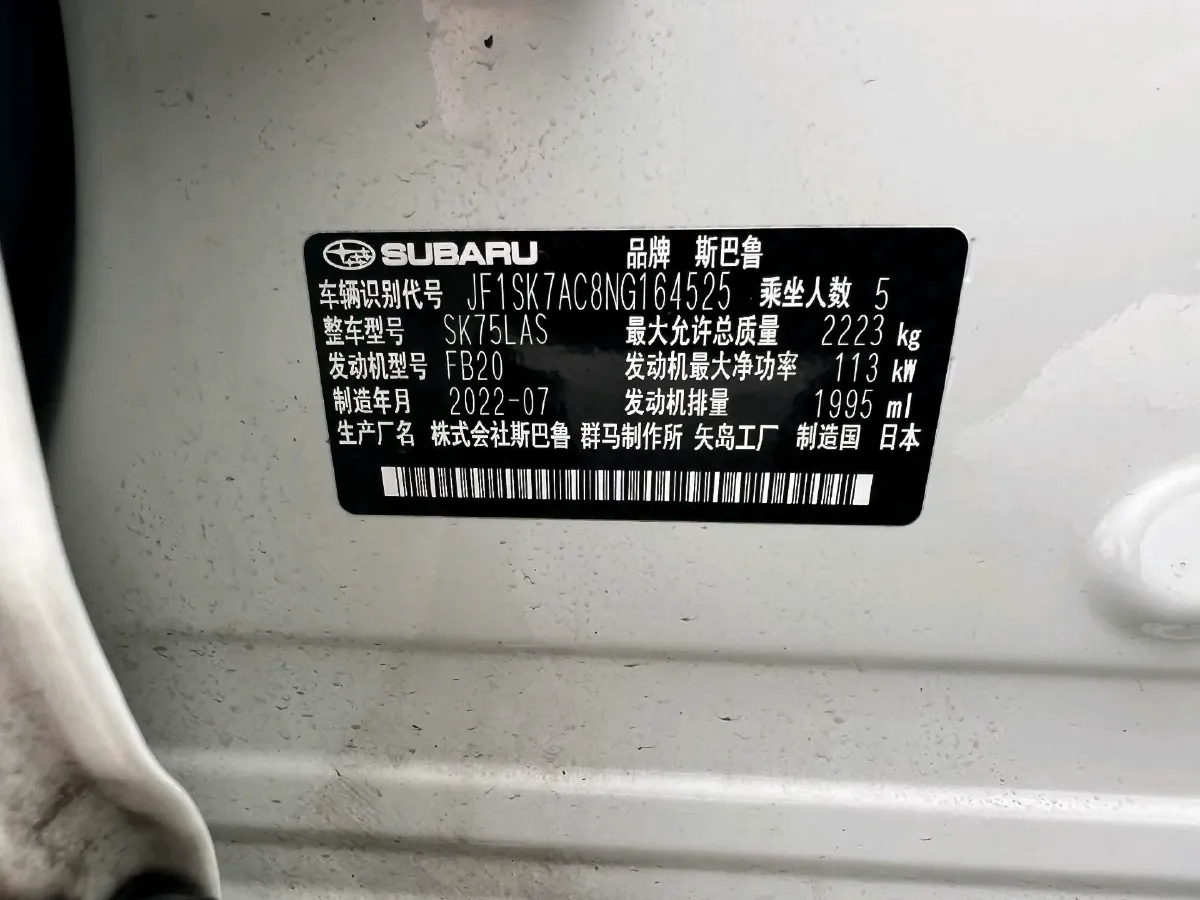 SUBARU 品牌 斯巴鲁
车辆识别代号 JF1SK7AC8NG164525 乘坐人数 5
整车型号 SK75LAS 最大允许总质量 2223 kg
发动机型号 FB20 发动机最大净功率 113 kW
制造年月 2022-07 发动机排量 1995 ml
生产厂名 株式会社斯巴鲁 群马制作所 矢岛工厂 制造国 日本